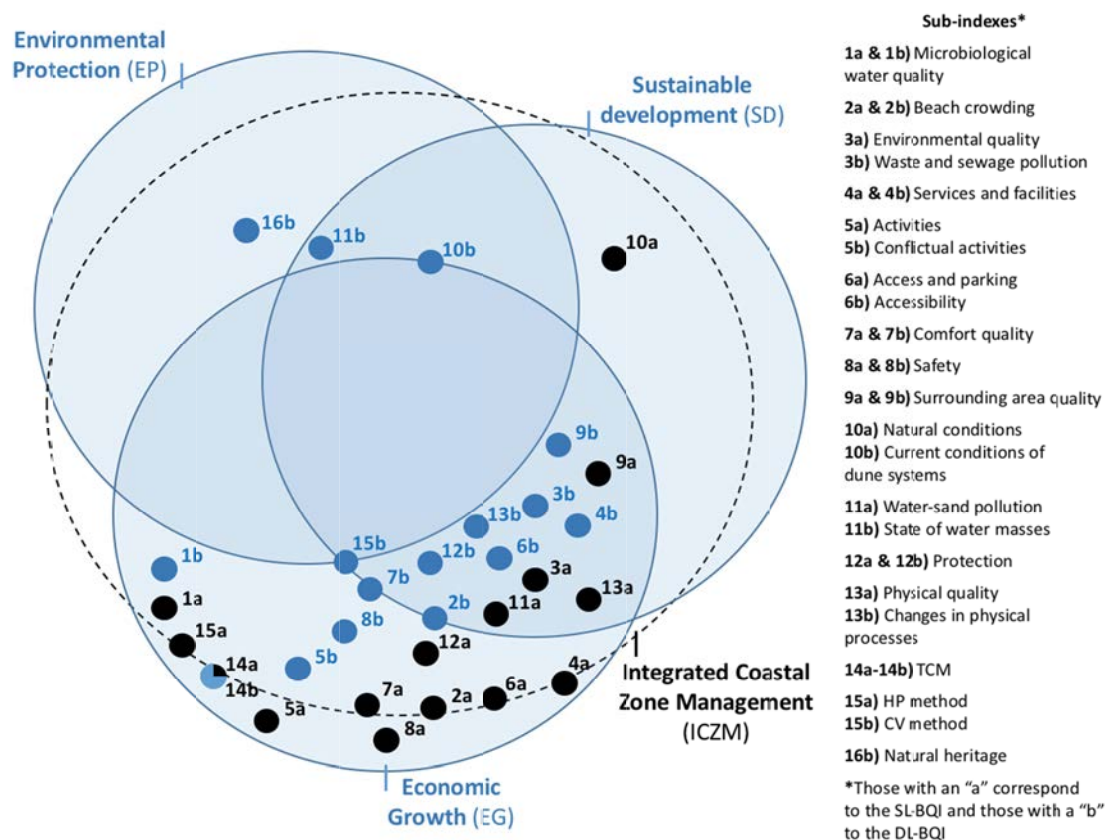 Environmental
Protection (EP)
Sustainable
development (SD)
16b
11b
10b
10a
9b
9a
3b
13b
4b
15b
12b
6b
1b
7b
3a
13a
1a
2b
11a
8b
15a
12a
5b
14a
14b
4a
7a
2a
6a
5a
8a
Integrated Coastal
Zone Management
(ICZM)
Economic
Growth (EG)
Sub-indexes*
1a & 1b) Microbiological
water quality
2a & 2b) Beach crowding
3a) Environmental quality
3b) Waste and sewage pollution
4a & 4b) Services and facilities
5a) Activities
5b) Conflictual activities
6a) Access and parking
6b) Accessibility
7a & 7b) Comfort quality
8a & 8b) Safety
9a & 9b) Surrounding area quality
10a) Natural conditions
10b) Current conditions of
dune systems
11a) Water-sand pollution
11b) State of water masses
12a & 12b) Protection
13a) Physical quality
13b) Changes in physical
processes
14a-14b) TCM
15a) HP method
15b) CV method
16b) Natural heritage
*Those with an “a” correspond
to the SL-BQI and those with a “b”
to the DL-BQI